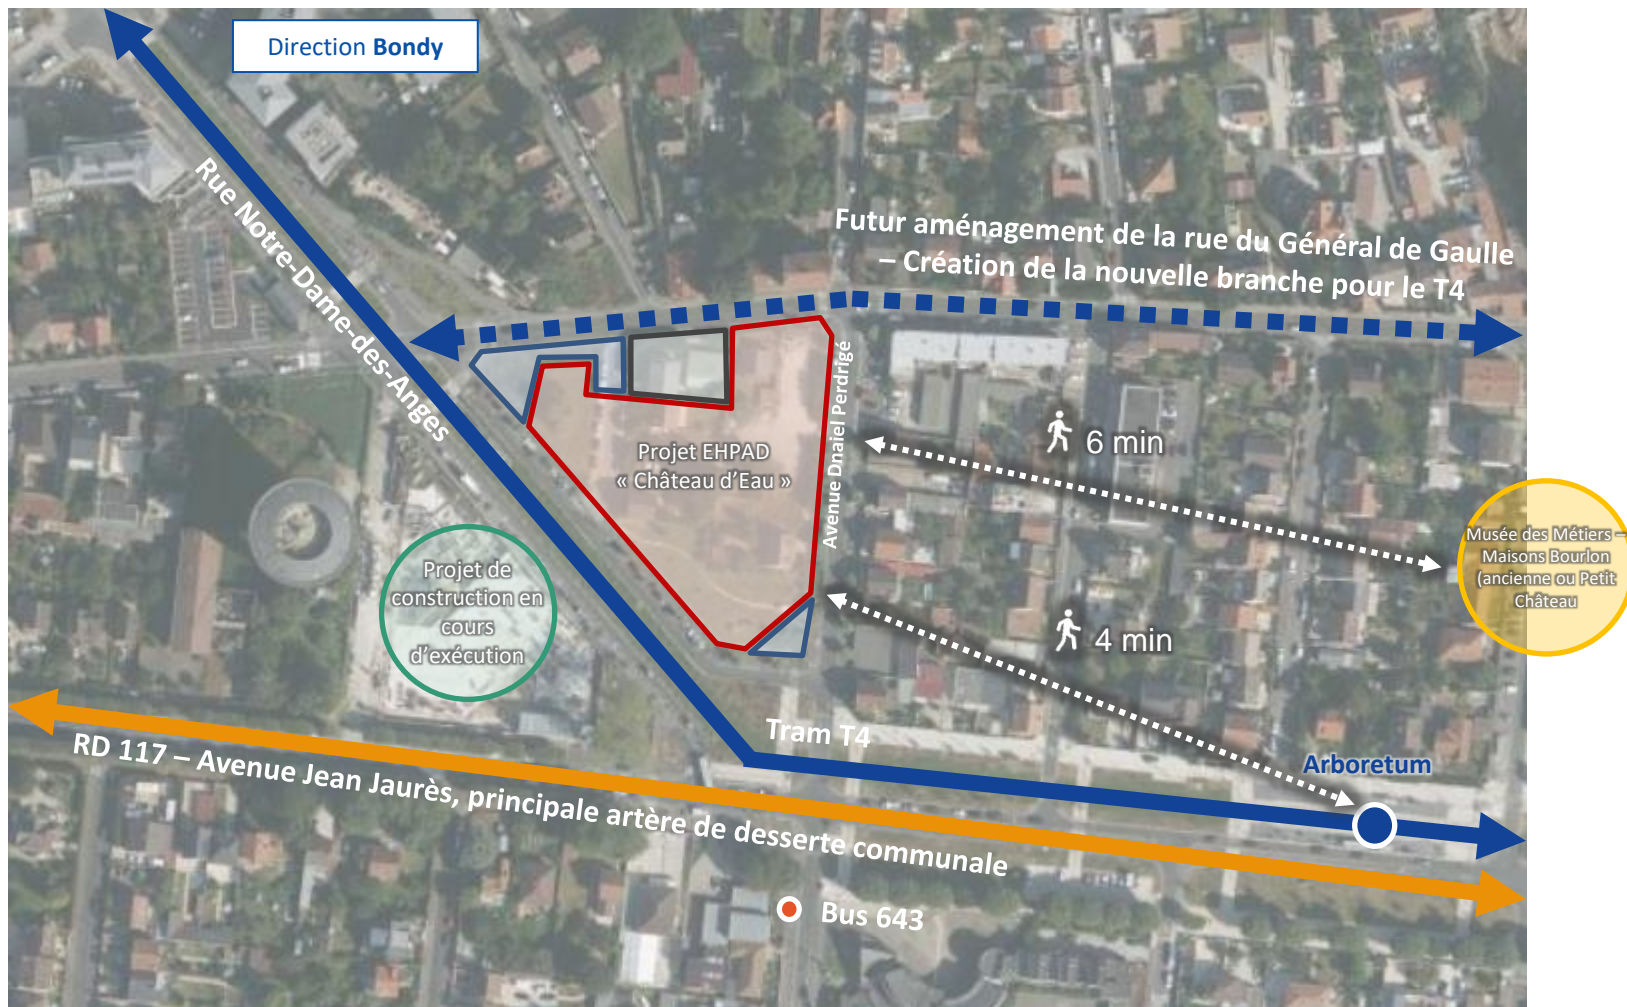 Direction Bondy
Rue Notre-Dame-des-Anges
Futur aménagement de la rue du Général de Gaulle
– Création de la nouvelle branche pour le T4
Avenue Dnaiel Perdrigé
Projet EHPAD
« Château d'Eau »
6 min
Musée des Métiers –
Maisons Bourlon
(ancienne ou Petit
Château
Projet de
construction en
cours
d'exécution
4 min
Tram T4
Arboretum
RD 117 – Avenue Jean Jaurès, principale artère de desserte communale
Bus 643